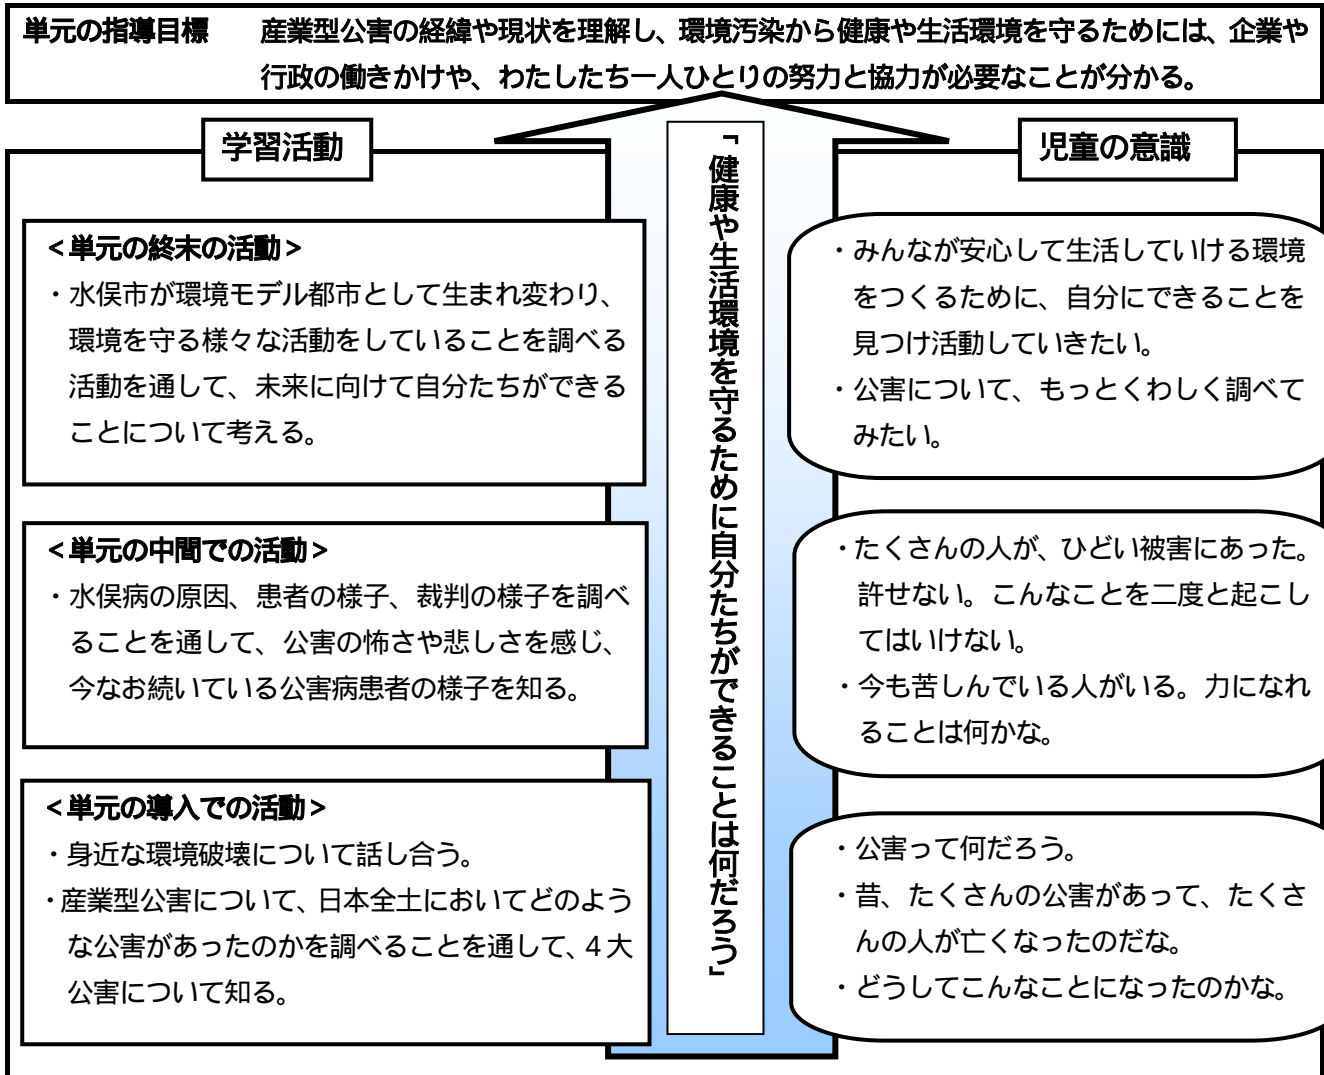 単元の指導目標　産業型公害の経緯や現状を理解し、環境汚染から健康や生活環境を守るためには、企業や
行政の働きかけや、わたしたち一人ひとりの努力と協力が必要なことが分かる。
学習活動
<単元の終末の活動>
・水俣市が環境モデル都市として生まれ変わり、
環境を守る様々な活動をしていることを調べる
活動を通して、未来に向けて自分たちができる
ことについて考える。
<単元の中間での活動>
・水俣病の原因、患者の様子、裁判の様子を調べ
ることを通して、公害の怖さや悲しさを感じ、
今なお続いている公害病患者の様子を知る。
<単元の導入での活動>
・身近な環境破壊について話し合う。
・産業型公害について、日本全土においてどのよう
な公害があったのかを調べることを通して、４大
公害について知る。
「健康や生活環境を守るために自分たちができることは何だろう」
児童の意識
・みんなが安心して生活していける環境
をつくるために、自分にできることを
見つけ活動していきたい。
・公害について、もっとくわしく調べて
みたい。
・たくさんの人が、ひどい被害にあった。
許せない。こんなことを二度と起こし
てはいけない。
・今も苦しんでいる人がいる。力になれ
ることは何かな。
・公害って何だろう。
・昔、たくさんの公害があって、たくさ
んの人が亡くなったのだな。
・どうしてこんなことになったのかな。